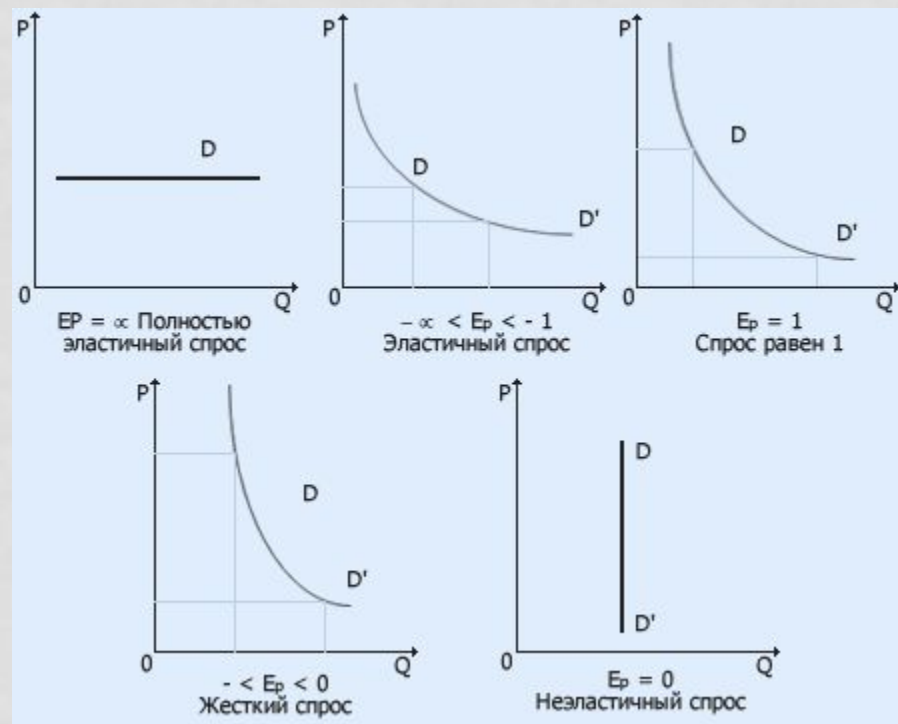 P
D
0
Q
EP = ∝ Полностью
эластичный спрос
P
D
D'
0
Q
– ∝ < Eₚ < - 1
Эластичный спрос
P
D
D'
0
Q
Eₚ = 1
Спрос равен 1
P
D
D'
0
Q
- < Eₚ < 0
Жесткий спрос
P
D
D'
0
Q
Eₚ = 0
Неэластичный спрос